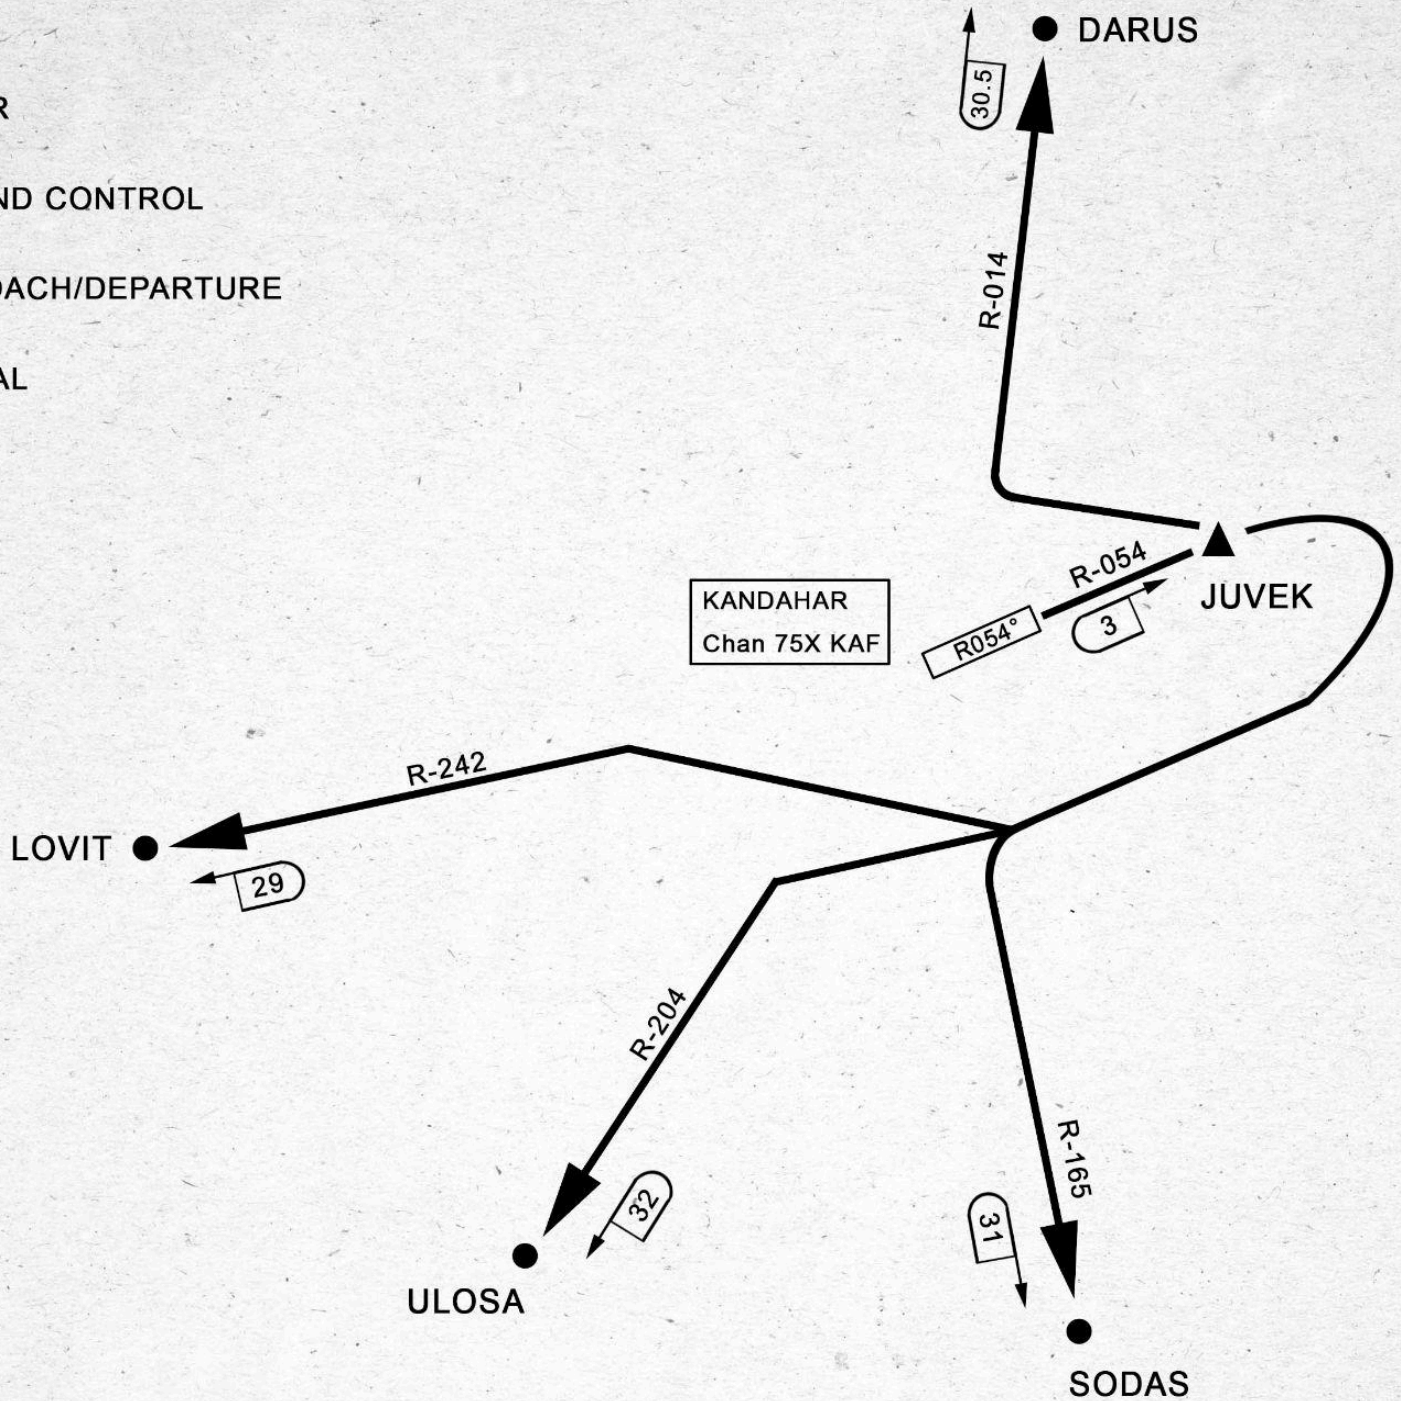 DARUS
30.5
R
ND CONTROL
OACH/DEPARTURE
AL
R-014
R-054
JUVEK
KANDAHAR
Chan 75X KAF
R054°
3
R-242
LOVIT
29
R-204
R-165
32
31
ULOSA
SODAS